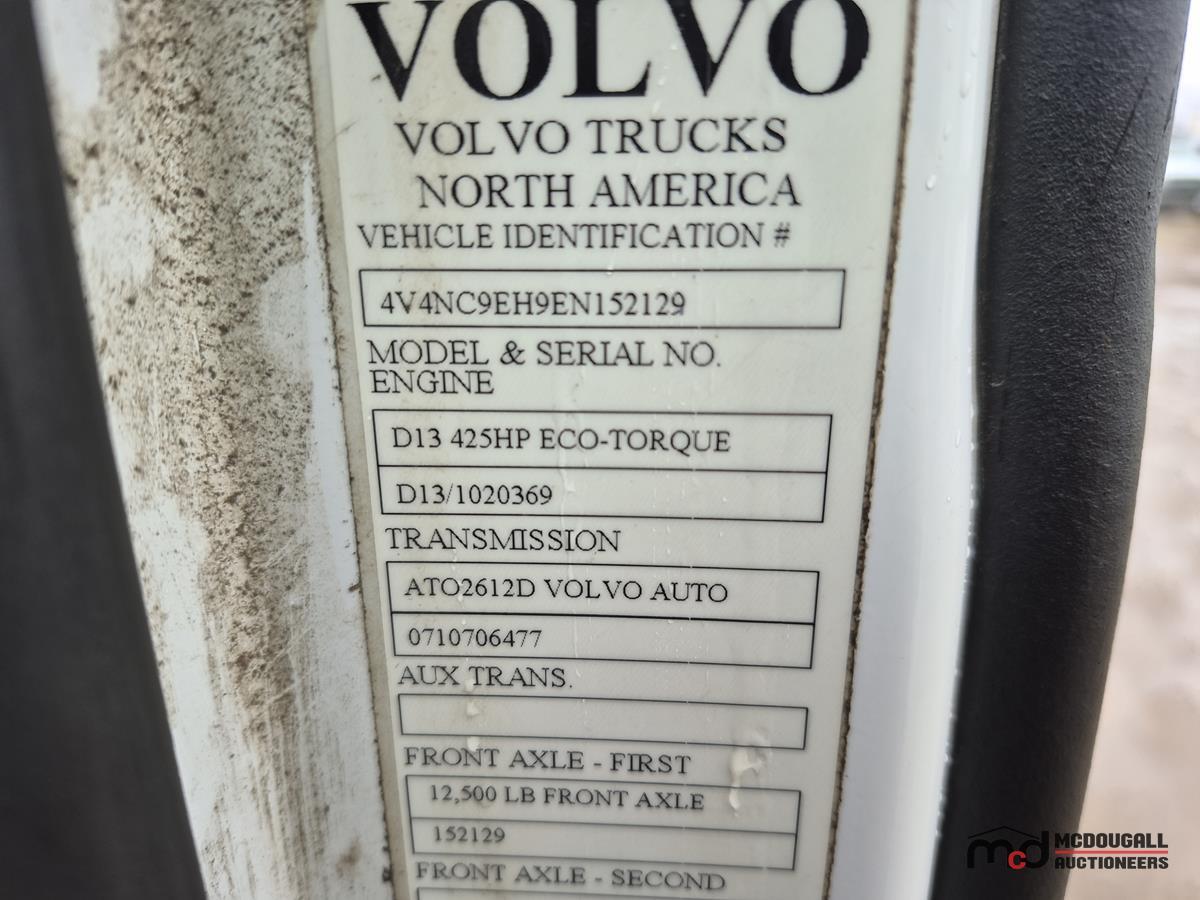 VOLVO
VOLVO TRUCKS
NORTH AMERICA
VEHICLE IDENTIFICATION #
4V4NC9EH9EN152129
MODEL & SERIAL NO.
ENGINE
D13 425HP ECO-TORQUE
D13/1020369
TRANSMISSION
ATO2612D VOLVO AUTO
0710706477
AUX TRANS.
FRONT AXLE - FIRST
12,500 LB FRONT AXLE
152129
FRONT AXLE - SECOND
mcd MCDOUGALL
AUCTIONEERS